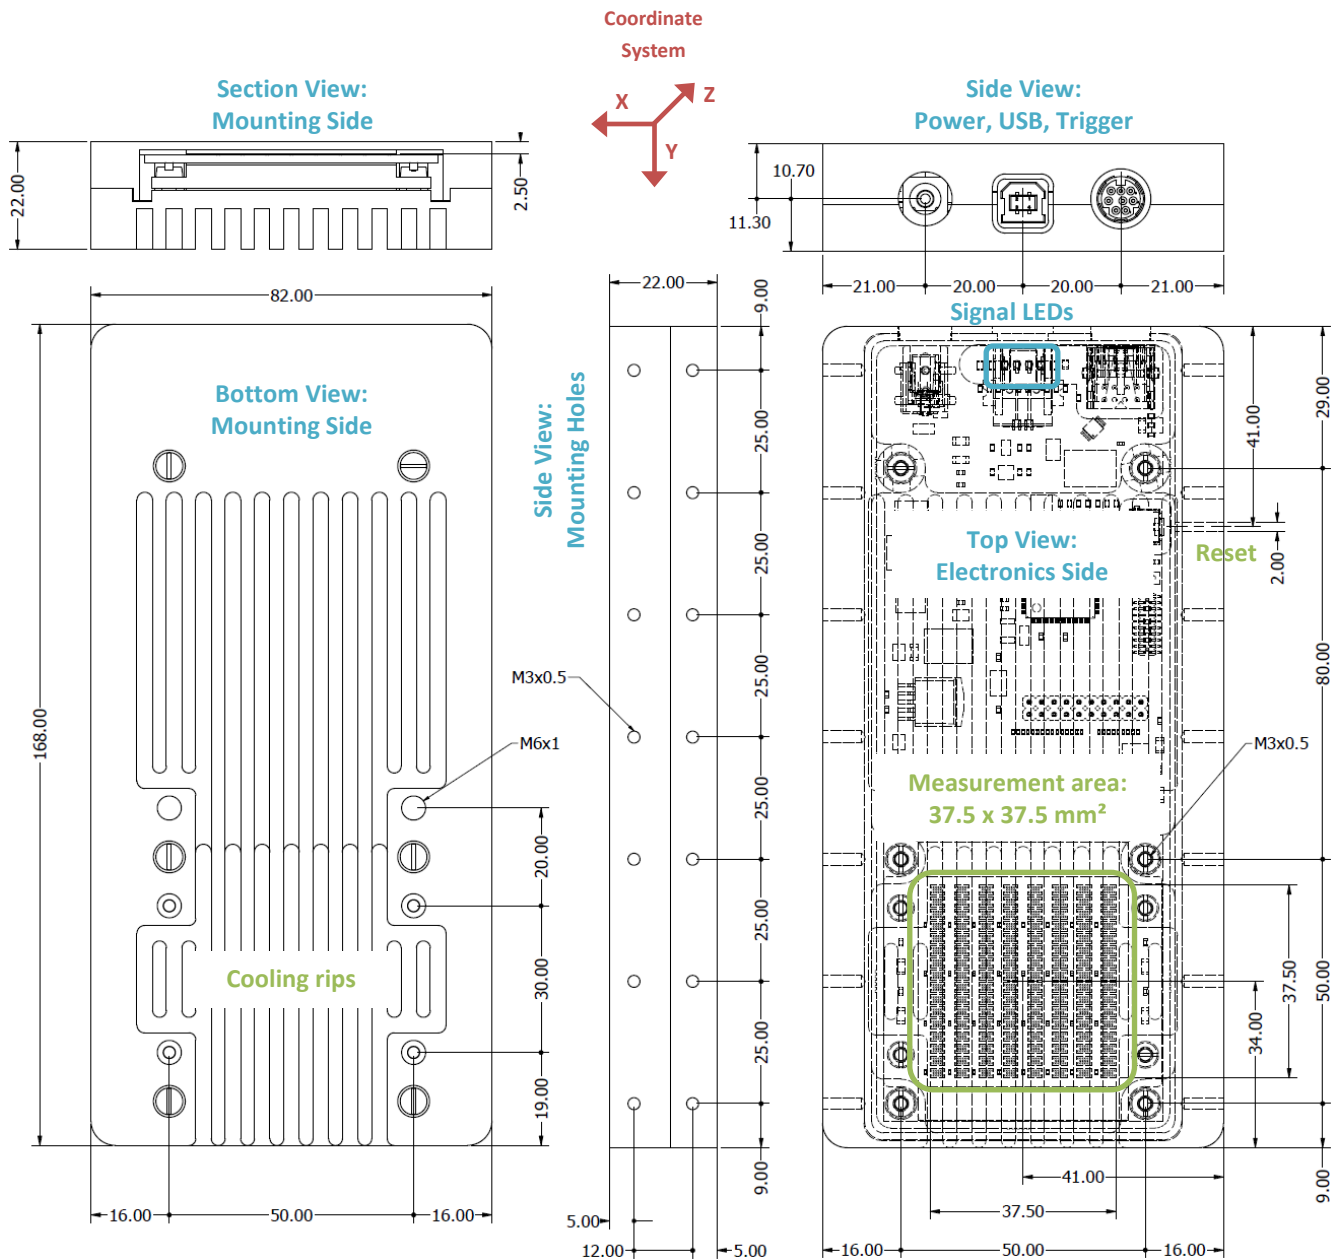 Coordinate
System
X
Z
Y
Section View:
Mounting Side
22.00
2.50
Side View:
Power, USB, Trigger
10.70
11.30
21.00
20.00
20.00
21.00
82.00
22.00
9.00
Signal LEDs
Bottom View:
Mounting Side
168.00
M3x0.5
M6x1
20.00
30.00
19.00
Cooling rips
16.00
50.00
16.00
Side View:
Mounting Holes
25.00
25.00
25.00
25.00
25.00
25.00
9.00
5.00
12.00
5.00
Top View:
Electronics Side
41.00
29.00
Reset
2.00
80.00
M3x0.5
Measurement area:
37.5 x 37.5 mm²
37.50
34.00
50.00
9.00
41.00
37.50
16.00
50.00
16.00